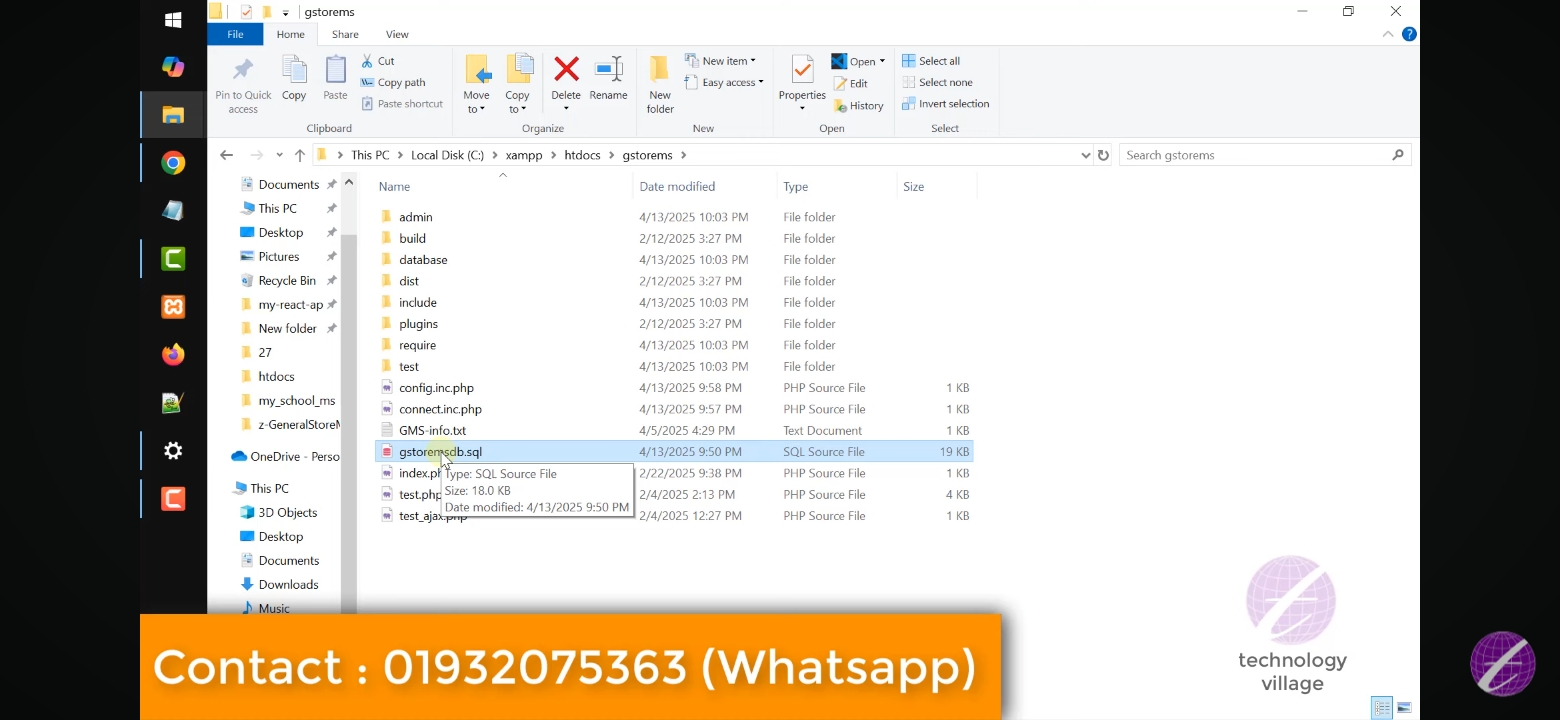 gstorems
File
Home
Share
View
Pin to Quick access
Copy
Paste
Cut
Copy path
Paste shortcut
Clipboard
Move to
Copy to
Delete
Rename
Organize
New folder
New item
Easy access
New
Properties
Open
Edit
History
Open
Select all
Select none
Invert selection
Select
This PC > Local Disk (C:) > xampp > htdocs > gstorems >
Search gstorems
Documents
This PC
Desktop
Pictures
Recycle Bin
my-react-ap
New folder
27
htdocs
my_school_ms
z-GeneralStoreM
OneDrive - Perso
This PC
3D Objects
Desktop
Documents
Downloads
Music
Name Date modified Type Size
admin 4/13/2025 10:03 PM File folder
build 2/12/2025 3:27 PM File folder
database 4/13/2025 10:03 PM File folder
dist 2/12/2025 3:27 PM File folder
include 4/13/2025 10:03 PM File folder
plugins 2/12/2025 3:27 PM File folder
require 4/13/2025 10:03 PM File folder
test 4/13/2025 10:03 PM File folder
config.inc.php 4/13/2025 9:58 PM PHP Source File 1 KB
connect.inc.php 4/13/2025 9:57 PM PHP Source File 1 KB
GMS-info.txt 4/5/2025 4:29 PM Text Document 1 KB
gstoremsdb.sql 4/13/2025 9:50 PM SQL Source File 19 KB
index.ph 2/22/2025 9:38 PM PHP Source File 1 KB
test.php 2/4/2025 2:13 PM PHP Source File 4 KB
test_ajax.php 2/4/2025 12:27 PM PHP Source File 1 KB
Type: SQL Source File
Size: 18.0 KB
Date modified: 4/13/2025 9:50 PM
Contact : 01932075363 (Whatsapp)
technology
village